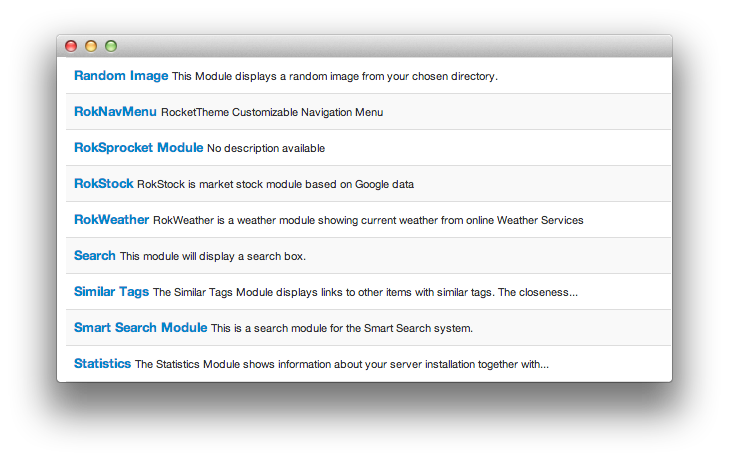 Random Image This Module displays a random image from your chosen directory.
RokNavMenu RocketTheme Customizable Navigation Menu
RokSprocket Module No description available
RokStock RokStock is market stock module based on Google data
RokWeather RokWeather is a weather module showing current weather from online Weather Services
Search This module will display a search box.
Similar Tags The Similar Tags Module displays links to other items with similar tags. The closeness...
Smart Search Module This is a search module for the Smart Search system.
Statistics The Statistics Module shows information about your server installation together with...